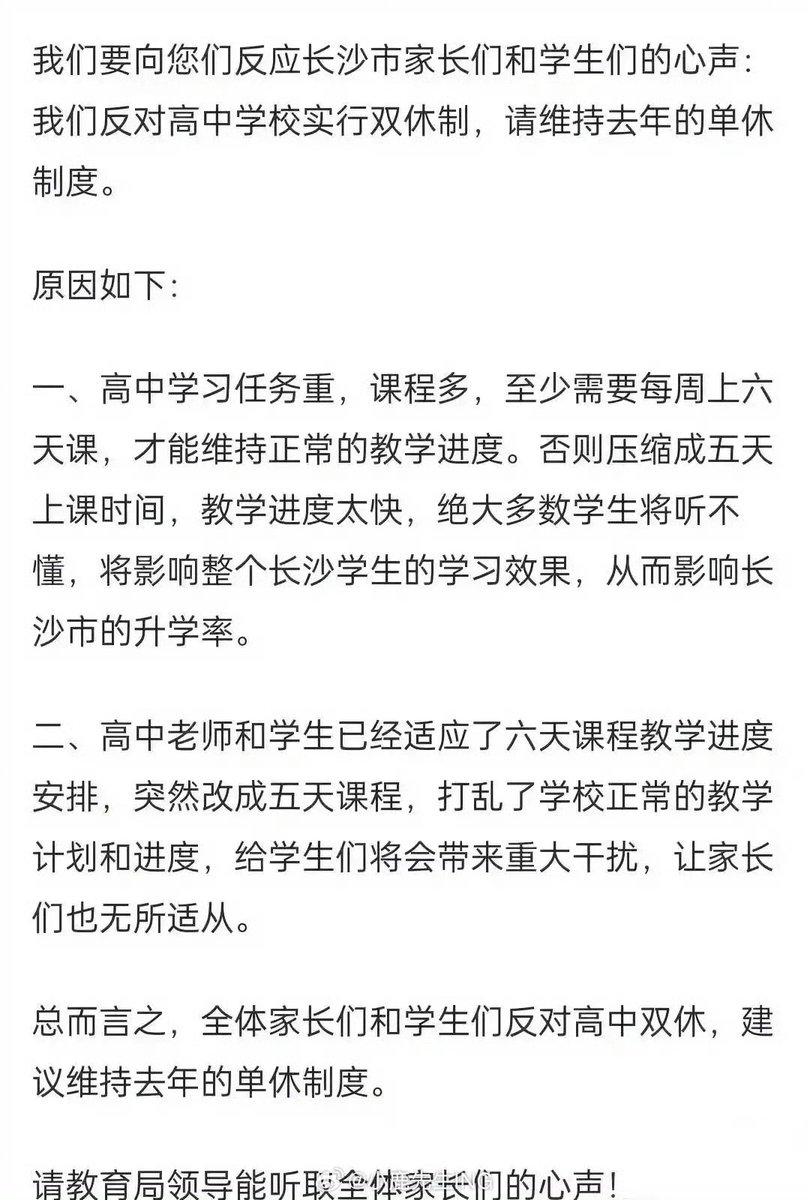 我们要向您们反应长沙市家长们和学生们的心声：
我们反对高中学校实行双休制，请维持去年的单休
制度。
原因如下：
一、高中学习任务重，课程多，至少需要每周上六
天课，才能维持正常的教学进度。否则压缩成五天
上课时间，教学进度太快，绝大多数学生将听不
懂，将影响整个长沙学生的学习效果，从而影响长
沙市的升学率。
二、高中老师和学生已经适应了六天课程教学进度
安排，突然改成五天课程，打乱了学校正常的教学
计划和进度，给学生们将会带来重大干扰，让家长
们也无所适从。
总而言之，全体家长们和学生们反对高中双休，建
议维持去年的单休制度。
请教育局领导能听取全体家长们的心声！